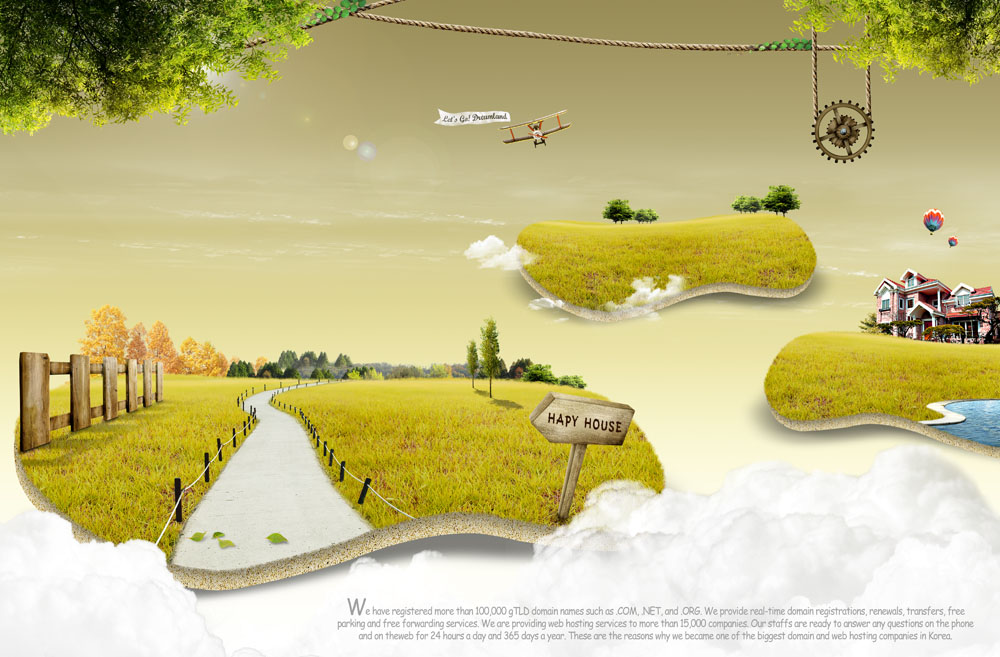 Let's Go! Dreamland
HAPY HOUSE
We have registered more than 100,000 gTLD domain names such as .COM, .NET, and .ORG. We provide real-time domain registrations, renewals, transfers, free
parking and free forwarding services. We are providing web hosting services to more than 15,000 companies. Our staffs are ready to answer any questions on the phone
and on theweb for 24 hours a day and 365 days a year. These are the reasons why we became one of the biggest domain and web hosting companies in Korea.